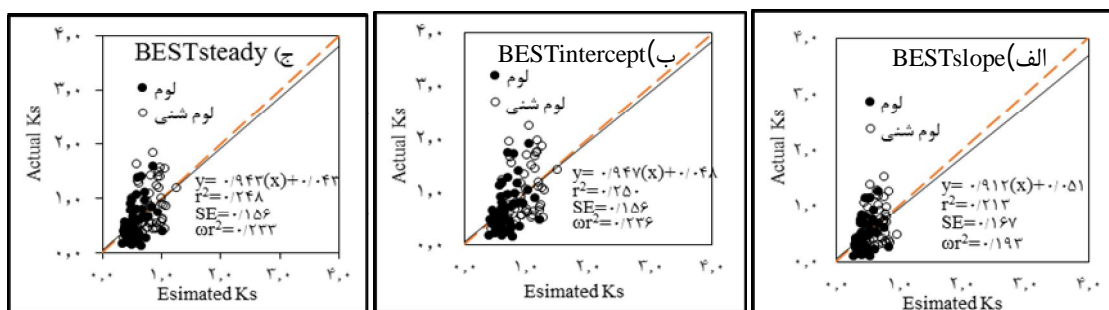 الف) BESTslope
Actual Ks
۴٫۰
۳٫۰
۲٫۰
۱٫۰
۰٫۰
لوم
لوم شنی
y= ۰/۹۱۲(x)+۰/۰۵۱
r²=۰/۲۱۳
SE=۰/۱۶۷
ωr²=۰/۱۹۳
۰٫۰ ۱٫۰ ۲٫۰ ۳٫۰ ۴٫۰
Esimated Ks
ب) BESTintercept
Actual Ks
۴٫۰
۳٫۰
۲٫۰
۱٫۰
۰٫۰
لوم
لوم شنی
y= ۰/۹۴۷(x)+۰/۰۴۸
r²=۰/۲۵۰
SE=۰/۱۵۶
ωr²=۰/۲۳۶
۰٫۰ ۱٫۰ ۲٫۰ ۳٫۰ ۴٫۰
Esimated Ks
ج) BESTsteady
Actual Ks
۴٫۰
۳٫۰
۲٫۰
۱٫۰
۰٫۰
لوم
لوم شنی
y= ۰/۹۴۳(x)+۰/۰۴۳
r²=۰/۲۴۸
SE=۰/۱۵۶
ωr²=۰/۲۳۳
۰٫۰ ۱٫۰ ۲٫۰ ۳٫۰ ۴٫۰
Esimated Ks